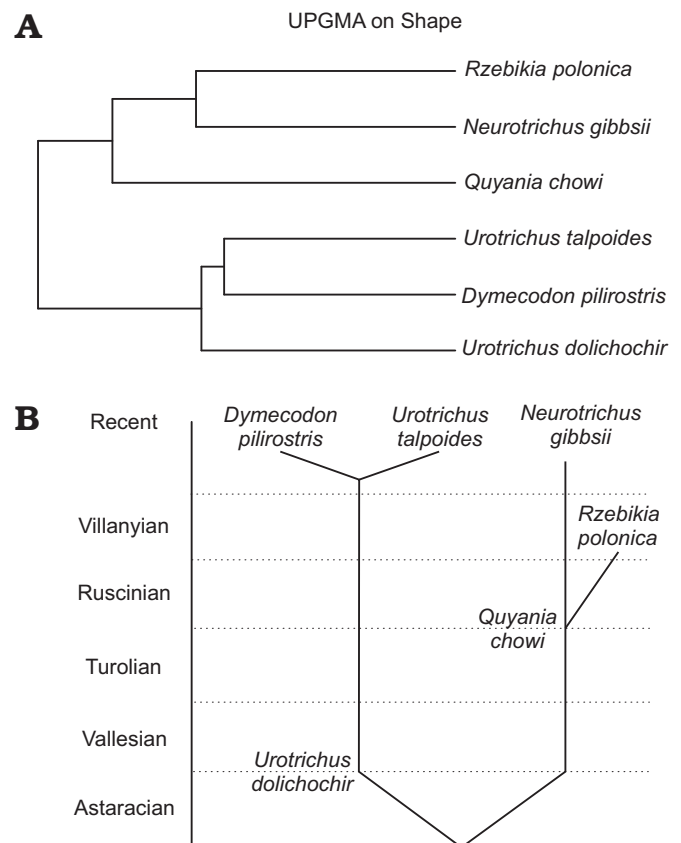 A
UPGMA on Shape
Rzebikia polonica
Neurotrichus gibbsii
Quyania chowi
Urotrichus talpoides
Dymecodon pilirostris
Urotrichus dolichochir
B
Recent
Dymecodon
pilirostris
Urotrichus
talpoides
Neurotrichus
gibbsii
Villanyian
Rzebikia
polonica
Ruscinian
Quyania
chowi
Turolian
Vallesian
Urotrichus
dolichochir
Astaracian